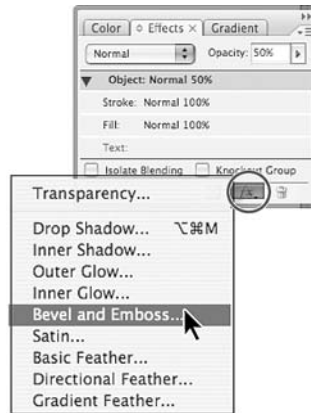 Color Effects × Gradient
Normal Opacity: 50%
Object: Normal 50%
Stroke: Normal 100%
Fill: Normal 100%
Text:
Isolate Blending Knockout Group
fx.
Transparency...
Drop Shadow... ⌥⌘M
Inner Shadow...
Outer Glow...
Inner Glow...
Bevel and Emboss...
Satin...
Basic Feather...
Directional Feather...
Gradient Feather...